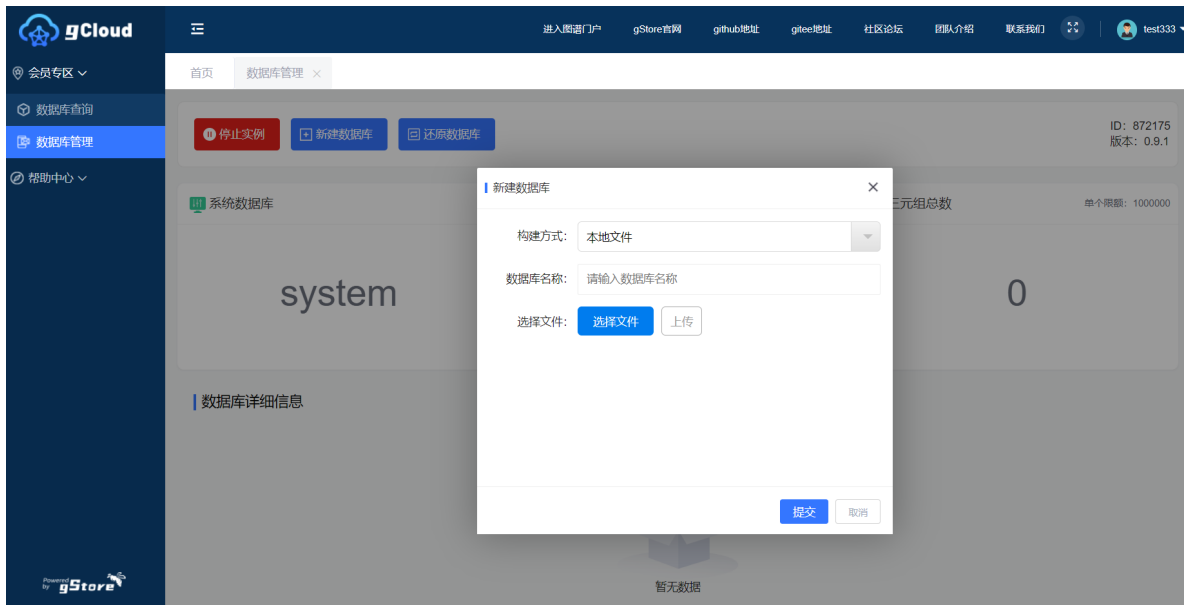 gCloud
进入图谱门户 gStore官网 github地址 gitee地址 社区论坛 团队介绍 联系我们 test333
会员专区
首页 数据库管理
数据库查询
数据库管理
帮助中心
停止实例 新建数据库 还原数据库
ID: 872175
版本: 0.9.1
系统数据库
三元组总数 单个限额: 1000000
system
0
新建数据库
构建方式: 本地文件
数据库名称: 请输入数据库名称
选择文件: 选择文件 上传
提交 取消
数据库详细信息
暂无数据
Powered by gStore